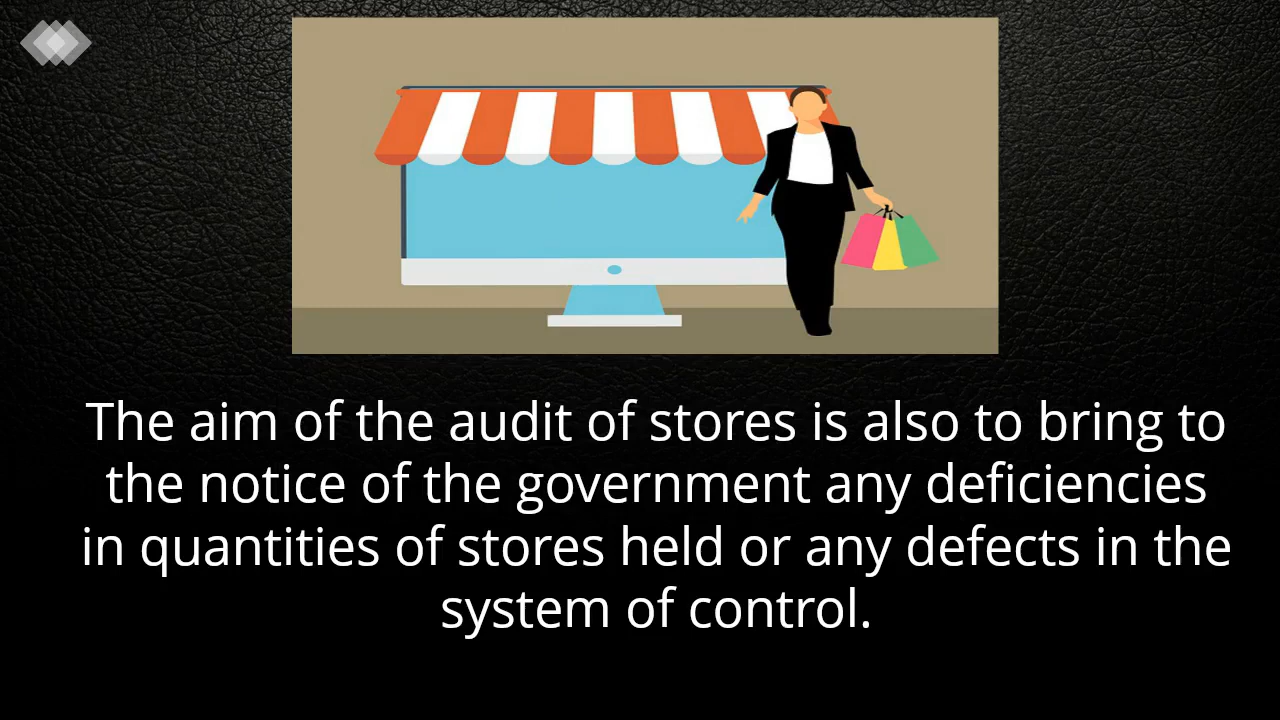 The aim of the audit of stores is also to bring to
the notice of the government any deficiencies
in quantities of stores held or any defects in the
system of control.